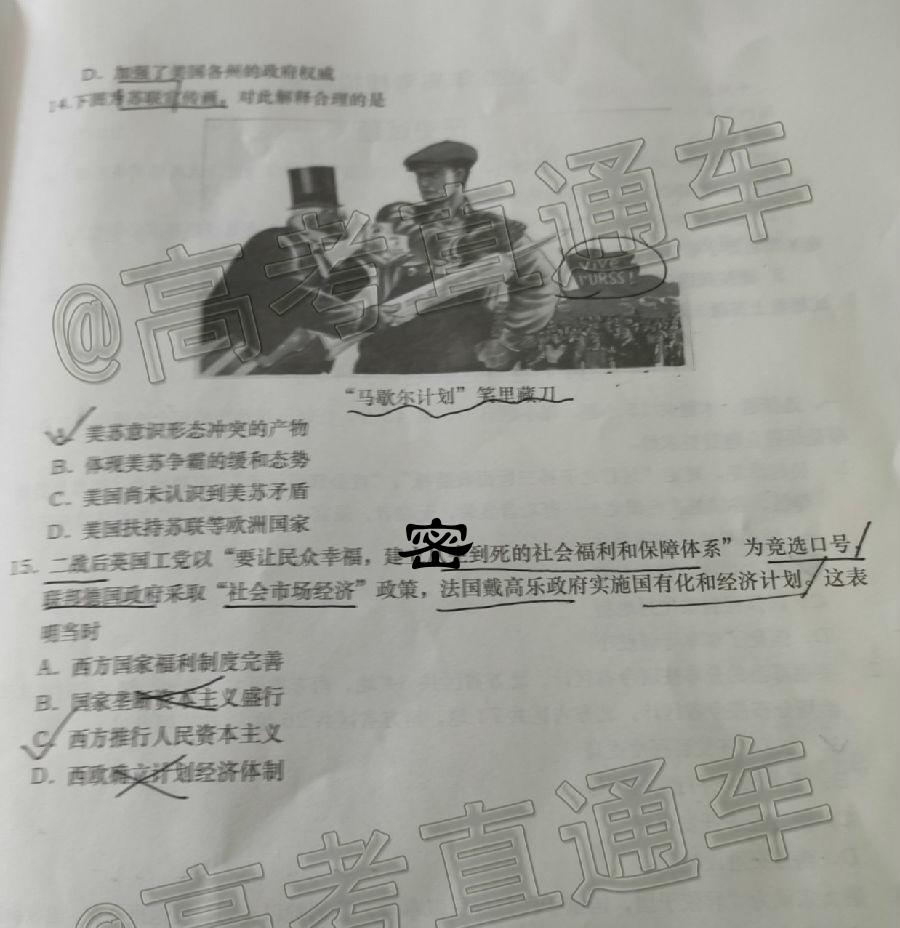 D. 加强了美国各州的政府权威
14.下图为苏联宣传画。对此解释合理的是
VIVE
l'URSS!
“马歇尔计划”笑里藏刀
美苏意识形态冲突的产物
B. 体现美苏争霸的缓和态势
C. 美国尚未认识到美苏矛盾
D. 美国扶持苏联等欧洲国家
15. 二战后英国工党以“要让民众幸福，建 密 到死的社会福利和保障体系”为竞选口号，
联邦德国政府采取“社会市场经济”政策，法国戴高乐政府实施国有化和经济计划。这表
明当时
A. 西方国家福利制度完善
B. 国家垄断资本主义盛行
C. 西方推行人民资本主义
D. 西欧确立计划经济体制
@高考直通车
@高考直通车